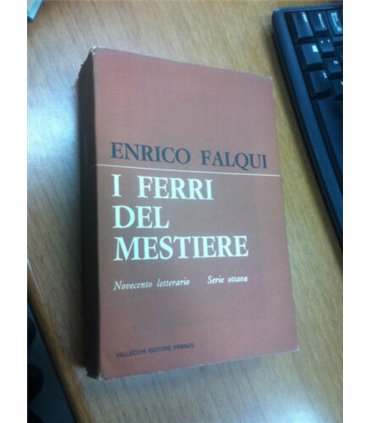 ENRICO FALQUI
I FERRI
DEL
MESTIERE
Novecento letterario Serie ottava
VALLECCHI EDITORE FIRENZE